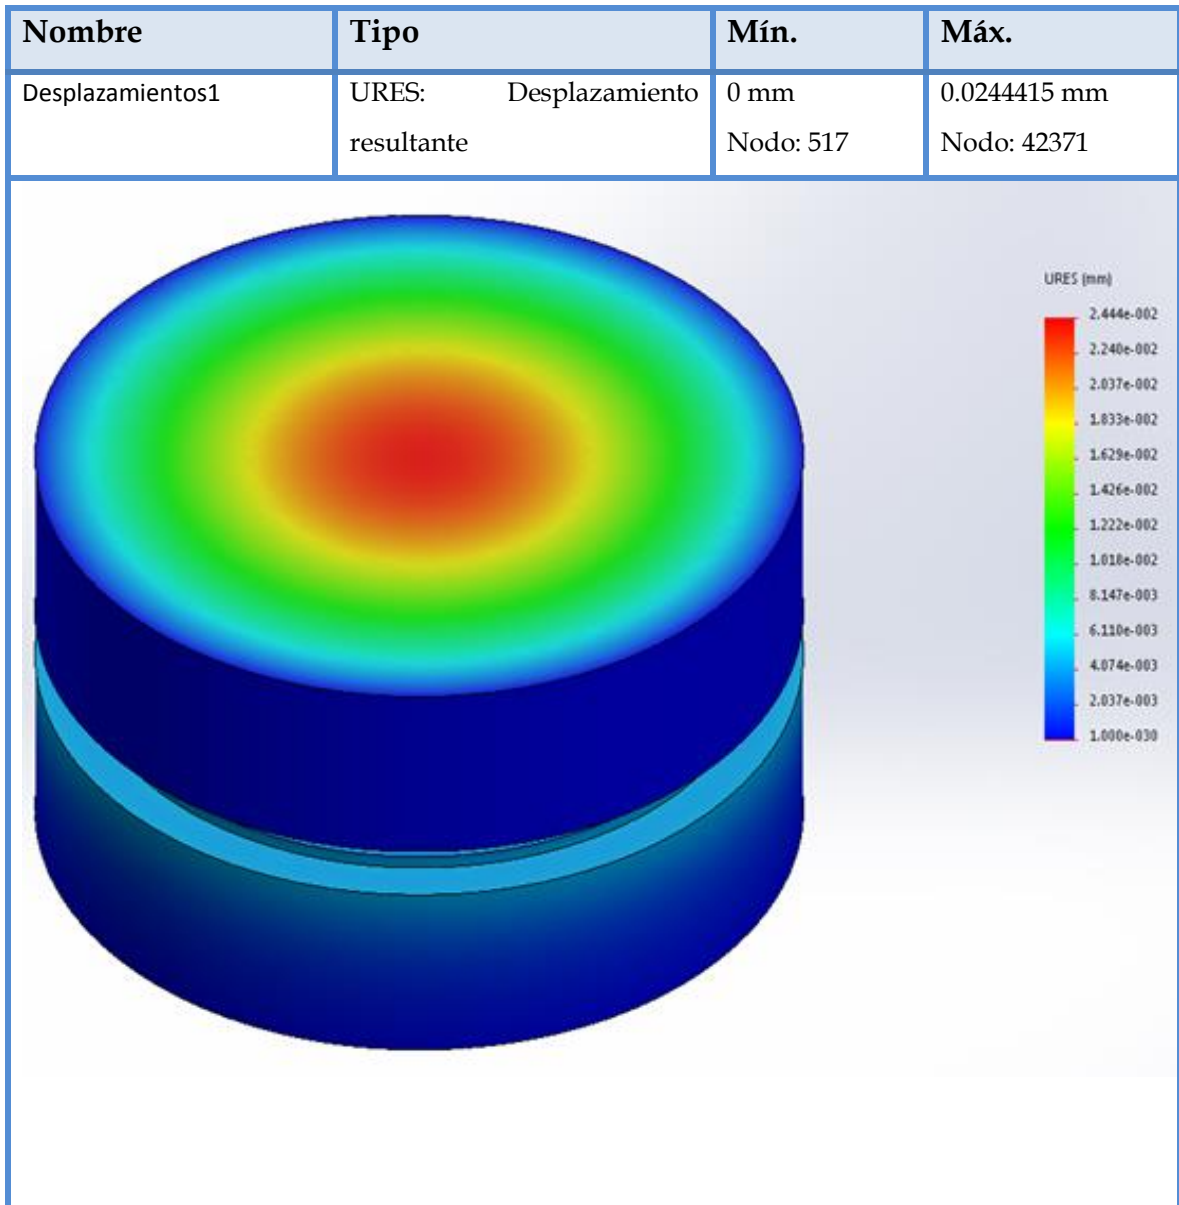 Nombre Tipo Mín. Máx.
Desplazamientos1 URES: Desplazamiento resultante 0 mm Nodo: 517 0.0244415 mm Nodo: 42371
URES (mm)
2.444e-002
2.240e-002
2.037e-002
1.833e-002
1.629e-002
1.426e-002
1.222e-002
1.018e-002
8.147e-003
6.110e-003
4.074e-003
2.037e-003
1.000e-030